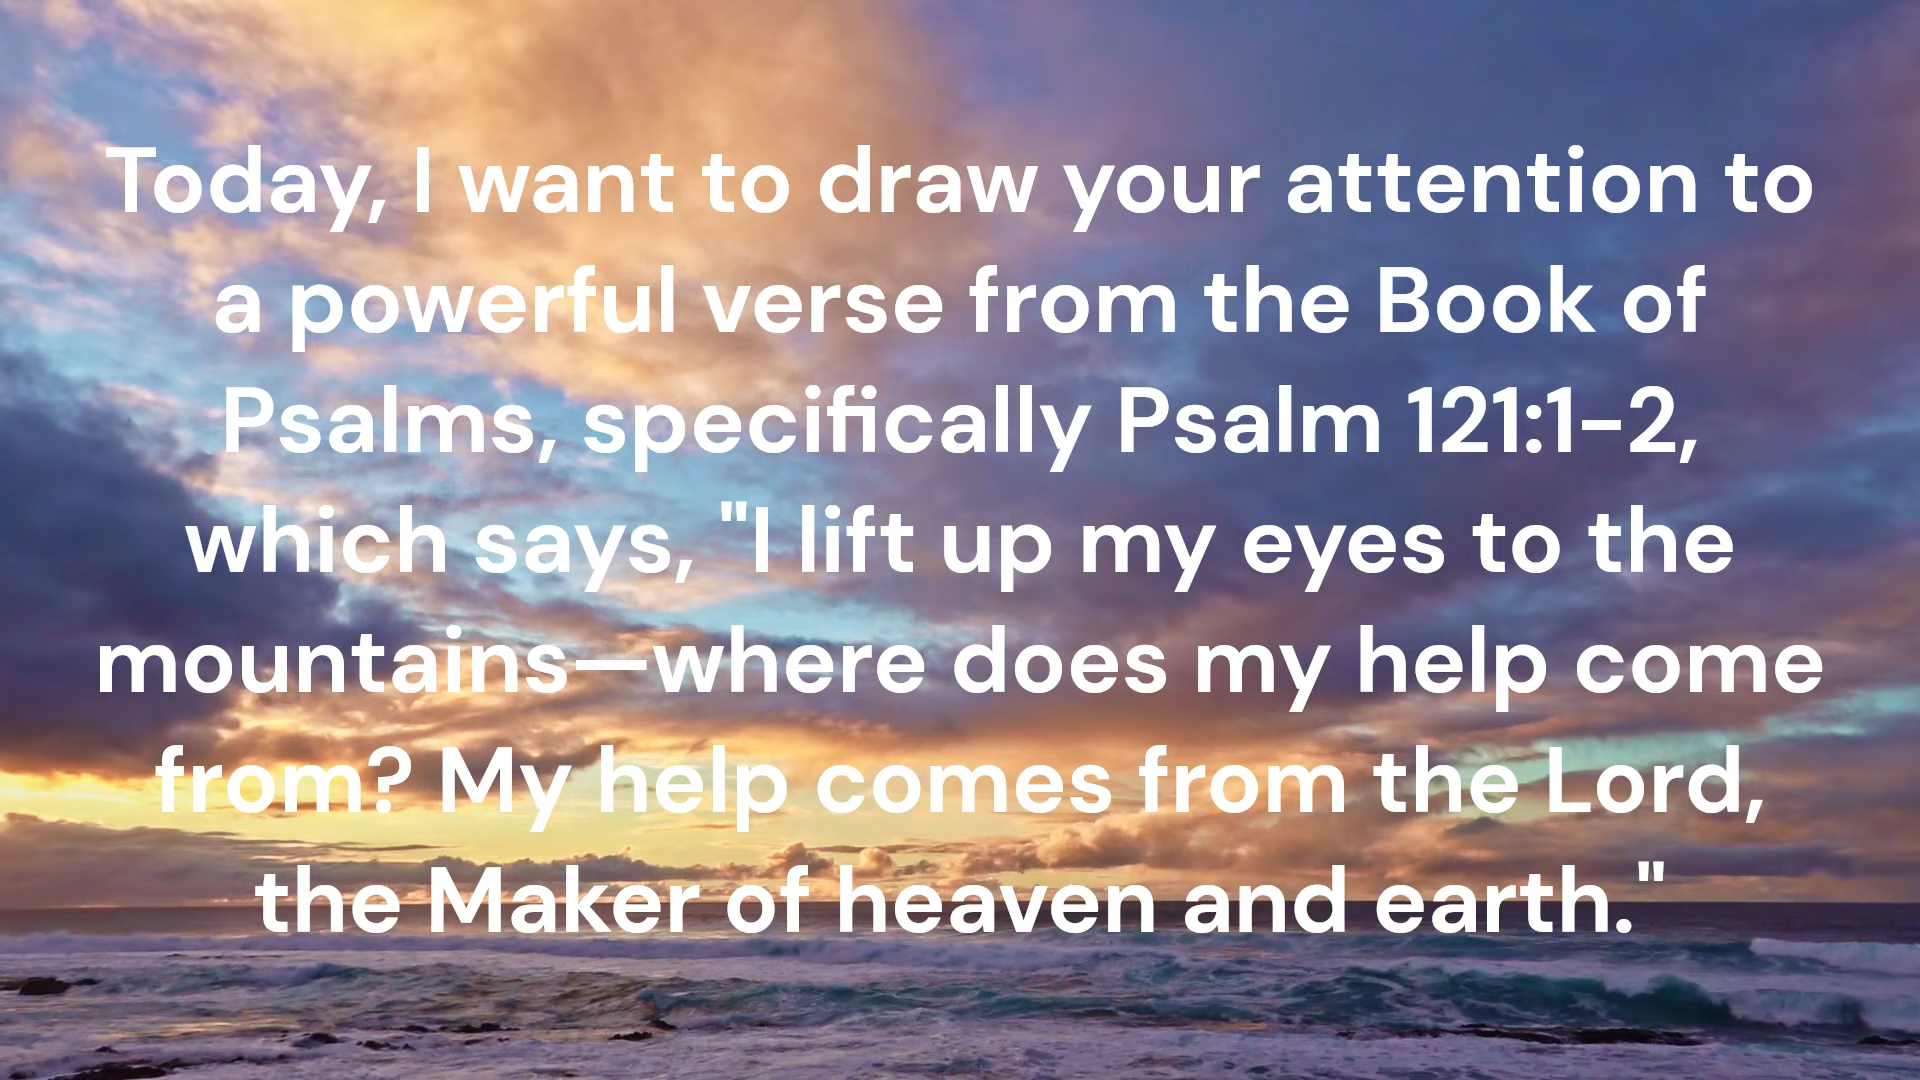 Today, I want to draw your attention to
a powerful verse from the Book of
Psalms, specifically Psalm 121:1-2,
which says, "I lift up my eyes to the
mountains—where does my help come
from? My help comes from the Lord,
the Maker of heaven and earth."